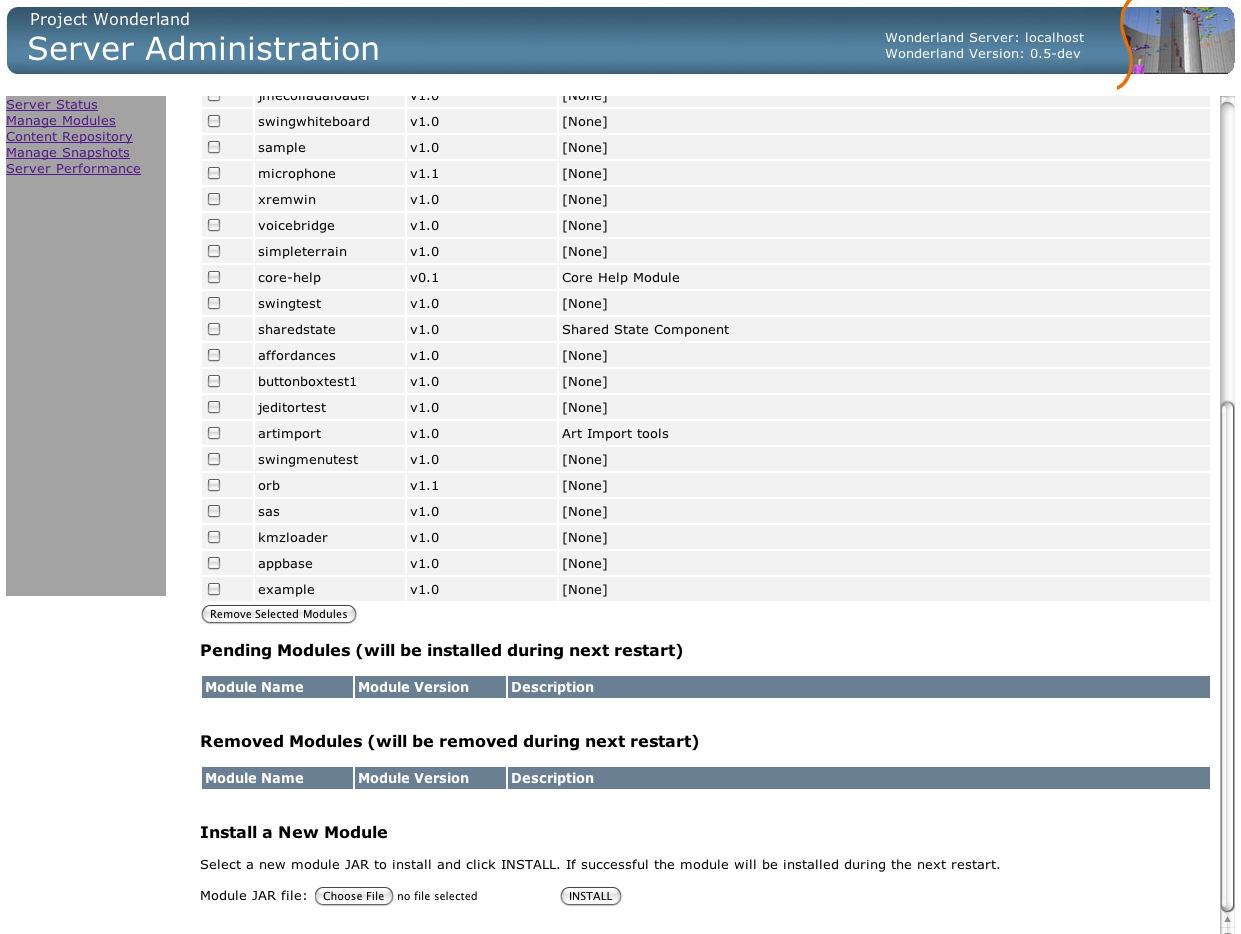 Project Wonderland
Server Administration
Wonderland Server: localhost
Wonderland Version: 0.5-dev
Server Status
Manage Modules
Content Repository
Manage Snapshots
Server Performance
jmecolladaloader v1.0 [None]
swingwhiteboard v1.0 [None]
sample v1.0 [None]
microphone v1.1 [None]
xremwin v1.0 [None]
voicebridge v1.0 [None]
simpleterrain v1.0 [None]
core-help v0.1 Core Help Module
swingtest v1.0 [None]
sharedstate v1.0 Shared State Component
affordances v1.0 [None]
buttonboxtest1 v1.0 [None]
jeditortest v1.0 [None]
artimport v1.0 Art Import tools
swingmenutest v1.0 [None]
orb v1.1 [None]
sas v1.0 [None]
kmzloader v1.0 [None]
appbase v1.0 [None]
example v1.0 [None]
Remove Selected Modules
Pending Modules (will be installed during next restart)
Module Name Module Version Description
Removed Modules (will be removed during next restart)
Module Name Module Version Description
Install a New Module
Select a new module JAR to install and click INSTALL. If successful the module will be installed during the next restart.
Module JAR file: Choose File no file selected INSTALL